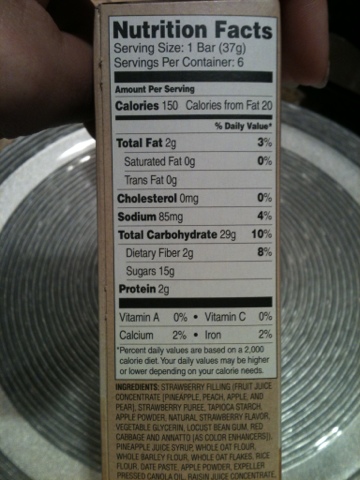 Nutrition Facts
Serving Size: 1 Bar (37g)
Servings Per Container: 6
Amount Per Serving
Calories 150 Calories from Fat 20
% Daily Value*
Total Fat 2g 3%
Saturated Fat 0g 0%
Trans Fat 0g
Cholesterol 0mg 0%
Sodium 85mg 4%
Total Carbohydrate 29g 10%
Dietary Fiber 2g 8%
Sugars 15g
Protein 2g
Vitamin A 0% • Vitamin C 0%
Calcium 2% • Iron 2%
*Percent daily values are based on a 2,000
calorie diet. Your daily values may be higher
or lower depending on your calorie needs.
INGREDIENTS: STRAWBERRY FILLING (FRUIT JUICE
CONCENTRATE [PINEAPPLE, PEACH, APPLE, AND
PEAR], STRAWBERRY PUREE, TAPIOCA STARCH,
APPLE POWDER, NATURAL STRAWBERRY FLAVOR,
VEGETABLE GLYCERIN, LOCUST BEAN GUM, RED
CABBAGE AND ANNATTO [AS COLOR ENHANCERS]),
PINEAPPLE JUICE SYRUP, WHOLE OAT FLOUR,
WHOLE BARLEY FLOUR, WHOLE OAT FLAKES, RICE
FLOUR, DATE PASTE, APPLE POWDER, EXPELLER
PRESSED CANOLA OIL, RAISIN JUICE CONCENTRATE,